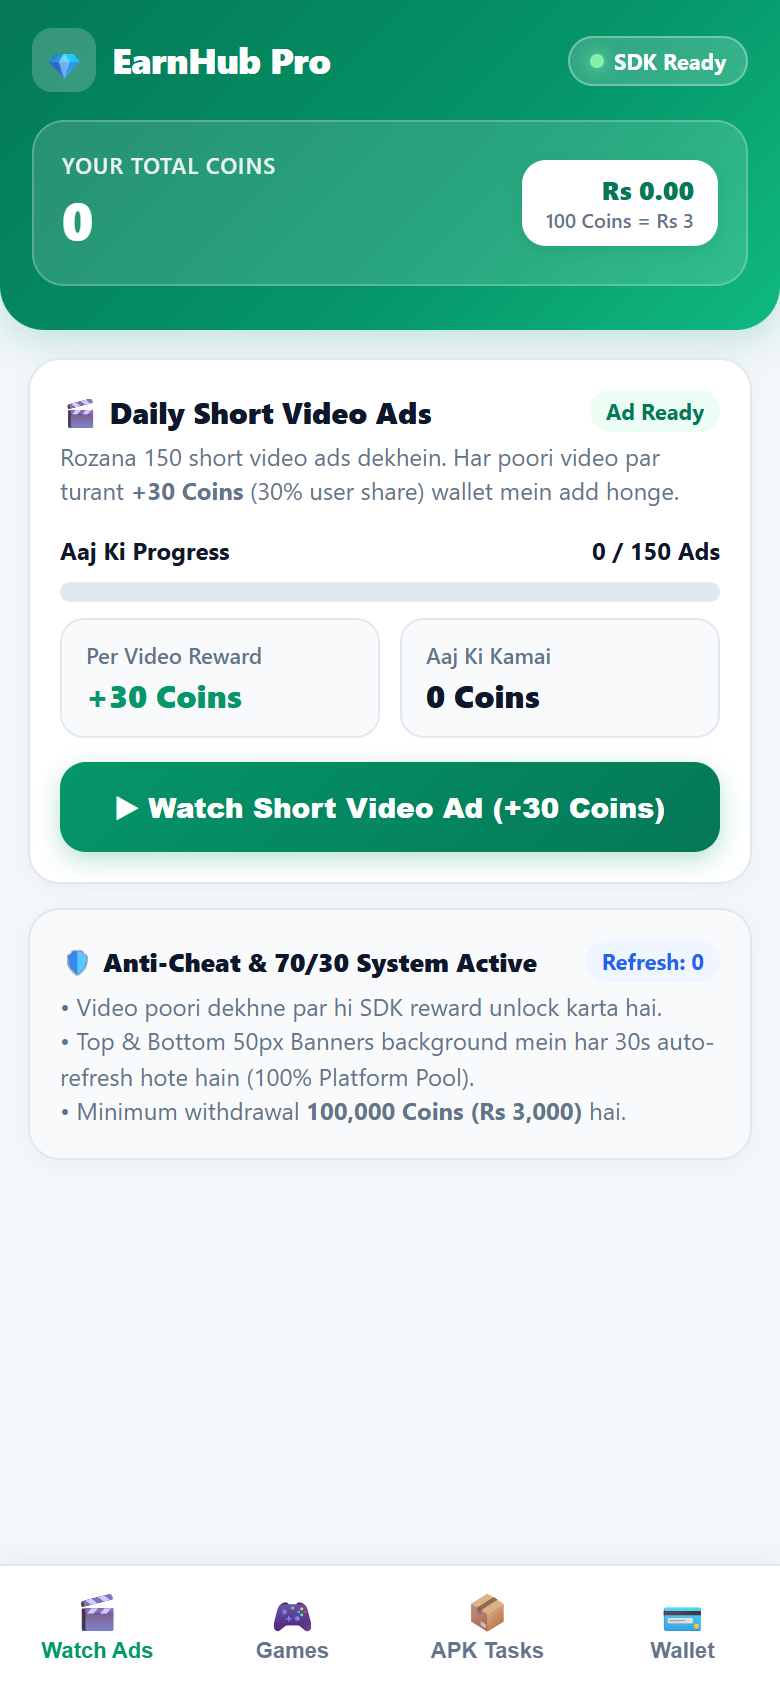 EarnHub Pro
SDK Ready
YOUR TOTAL COINS
0
Rs 0.00
100 Coins = Rs 3
Daily Short Video Ads
Ad Ready
Rozana 150 short video ads dekhein. Har poori video par
turant +30 Coins (30% user share) wallet mein add honge.
Aaj Ki Progress
0 / 150 Ads
Per Video Reward
+30 Coins
Aaj Ki Kamai
0 Coins
▶ Watch Short Video Ad (+30 Coins)
Anti-Cheat & 70/30 System Active
Refresh: 0
• Video poori dekhne par hi SDK reward unlock karta hai.
• Top & Bottom 50px Banners background mein har 30s auto-
refresh hote hain (100% Platform Pool).
• Minimum withdrawal 100,000 Coins (Rs 3,000) hai.
Watch Ads
Games
APK Tasks
Wallet